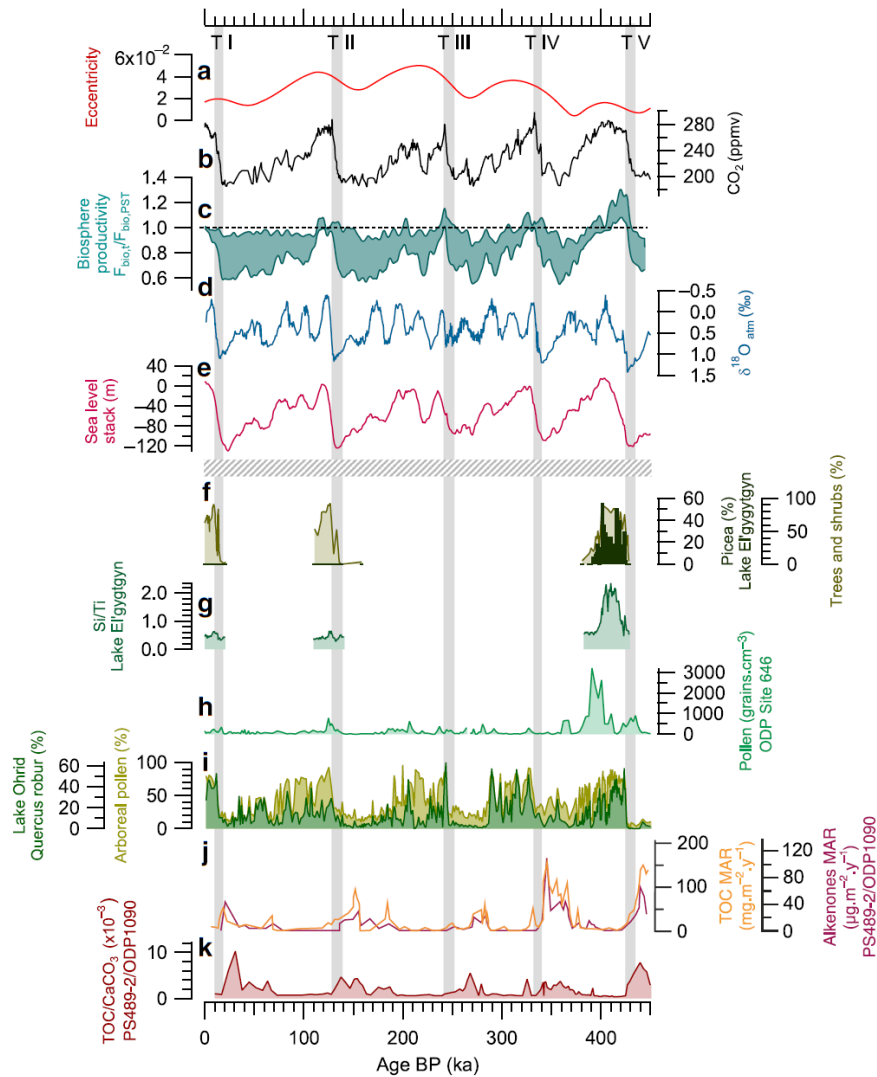 T I T II T III T IV T V
a
Eccentricity
6x10⁻²
4
2
0
b
280
240
200
CO₂ (ppmv)
c
Biosphere
productivity
F_bio,t/F_bio,PST
1.4
1.2
1.0
0.8
0.6
d
−0.5
0.0
0.5
1.0
1.5
δ¹⁸O atm (‰)
e
Sea level
stack (m)
40
0
−40
−80
−120
f
60
40
20
0
Picea (%)
Lake El'gygytgyn
100
50
0
Trees and shrubs (%)
g
Si/Ti
Lake El'gygtgyn
2.0
1.0
0.0
h
3000
2000
1000
0
Pollen (grains.cm⁻³)
ODP Site 646
i
Lake Ohrid
Quercus robur (%)
60
40
20
0
Arboreal pollen (%)
100
50
0
j
200
100
0
TOC MAR
(mg.m⁻².y⁻¹)
120
80
40
0
Alkenones MAR
(µg.m⁻².y⁻¹)
PS489-2/ODP1090
k
TOC/CaCO₃ (x10⁻³)
PS489-2/ODP1090
10
0
0 100 200 300 400
Age BP (ka)